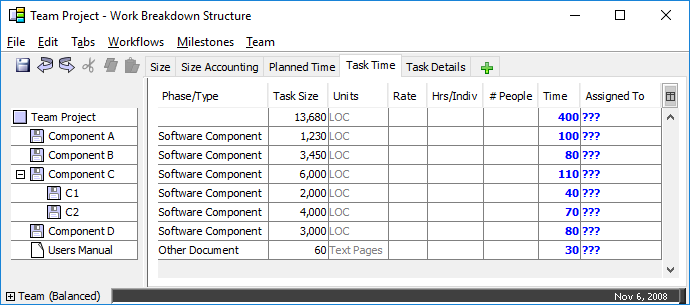 Team Project - Work Breakdown Structure
File Edit Tabs Workflows Milestones Team
Size Size Accounting Planned Time Task Time Task Details
Phase/Type Task Size Units Rate Hrs/Indiv # People Time Assigned To
Team Project 13,680 LOC 400 ???
Component A Software Component 1,230 LOC 100 ???
Component B Software Component 3,450 LOC 80 ???
Component C Software Component 6,000 LOC 110 ???
C1 Software Component 2,000 LOC 40 ???
C2 Software Component 4,000 LOC 70 ???
Component D Software Component 3,000 LOC 80 ???
Users Manual Other Document 60 Text Pages 30 ???
Team (Balanced) Nov 6, 2008